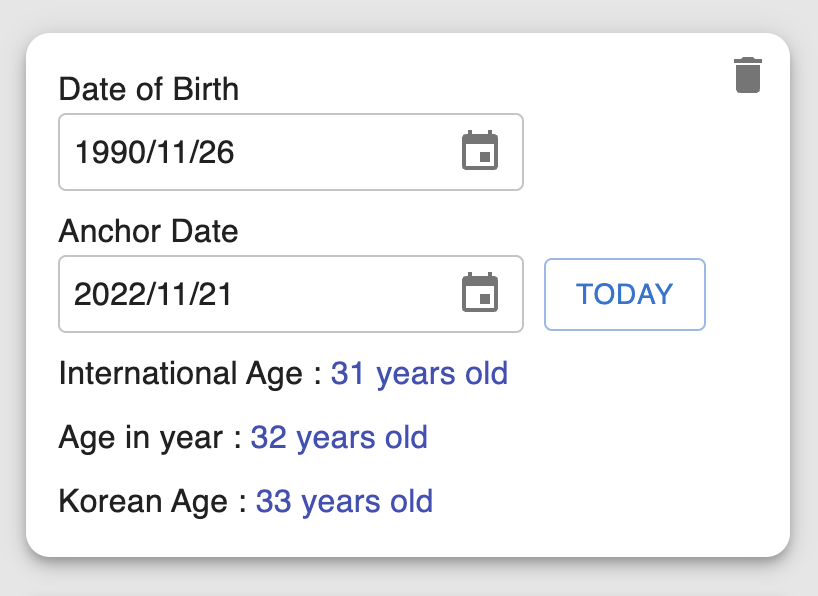 Date of Birth
1990/11/26
Anchor Date
2022/11/21
TODAY
International Age : 31 years old
Age in year : 32 years old
Korean Age : 33 years old